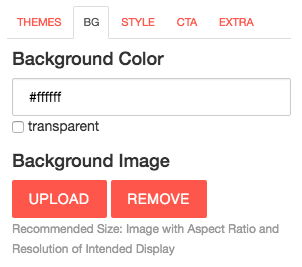 THEMES BG STYLE CTA EXTRA
Background Color
#ffffff
transparent
Background Image
UPLOAD REMOVE
Recommended Size: Image with Aspect Ratio and
Resolution of Intended Display